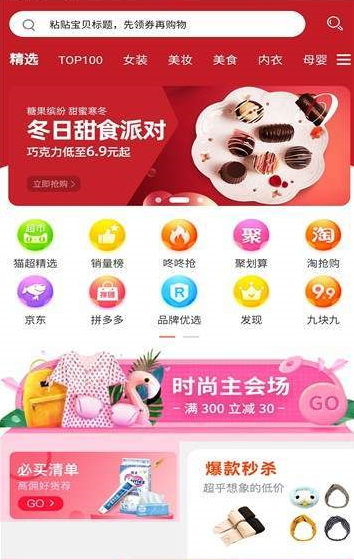 粘贴宝贝标题，先领券再购物
精选 TOP100 女装 美妆 美食 内衣 母婴
糖果缤纷 甜蜜寒冬
冬日甜食派对
巧克力低至6.9元起
立即抢购 >
超市 聚 淘
猫超精选 销量榜 咚咚抢 聚划算 淘抢购
拼团 R 9.9
京东 拼多多 品牌优选 发现 九块九
时尚主会场
- 满 300 立减 30 -
GO
必买清单
高佣好货荐
GO >
爆款秒杀
超乎想象的低价